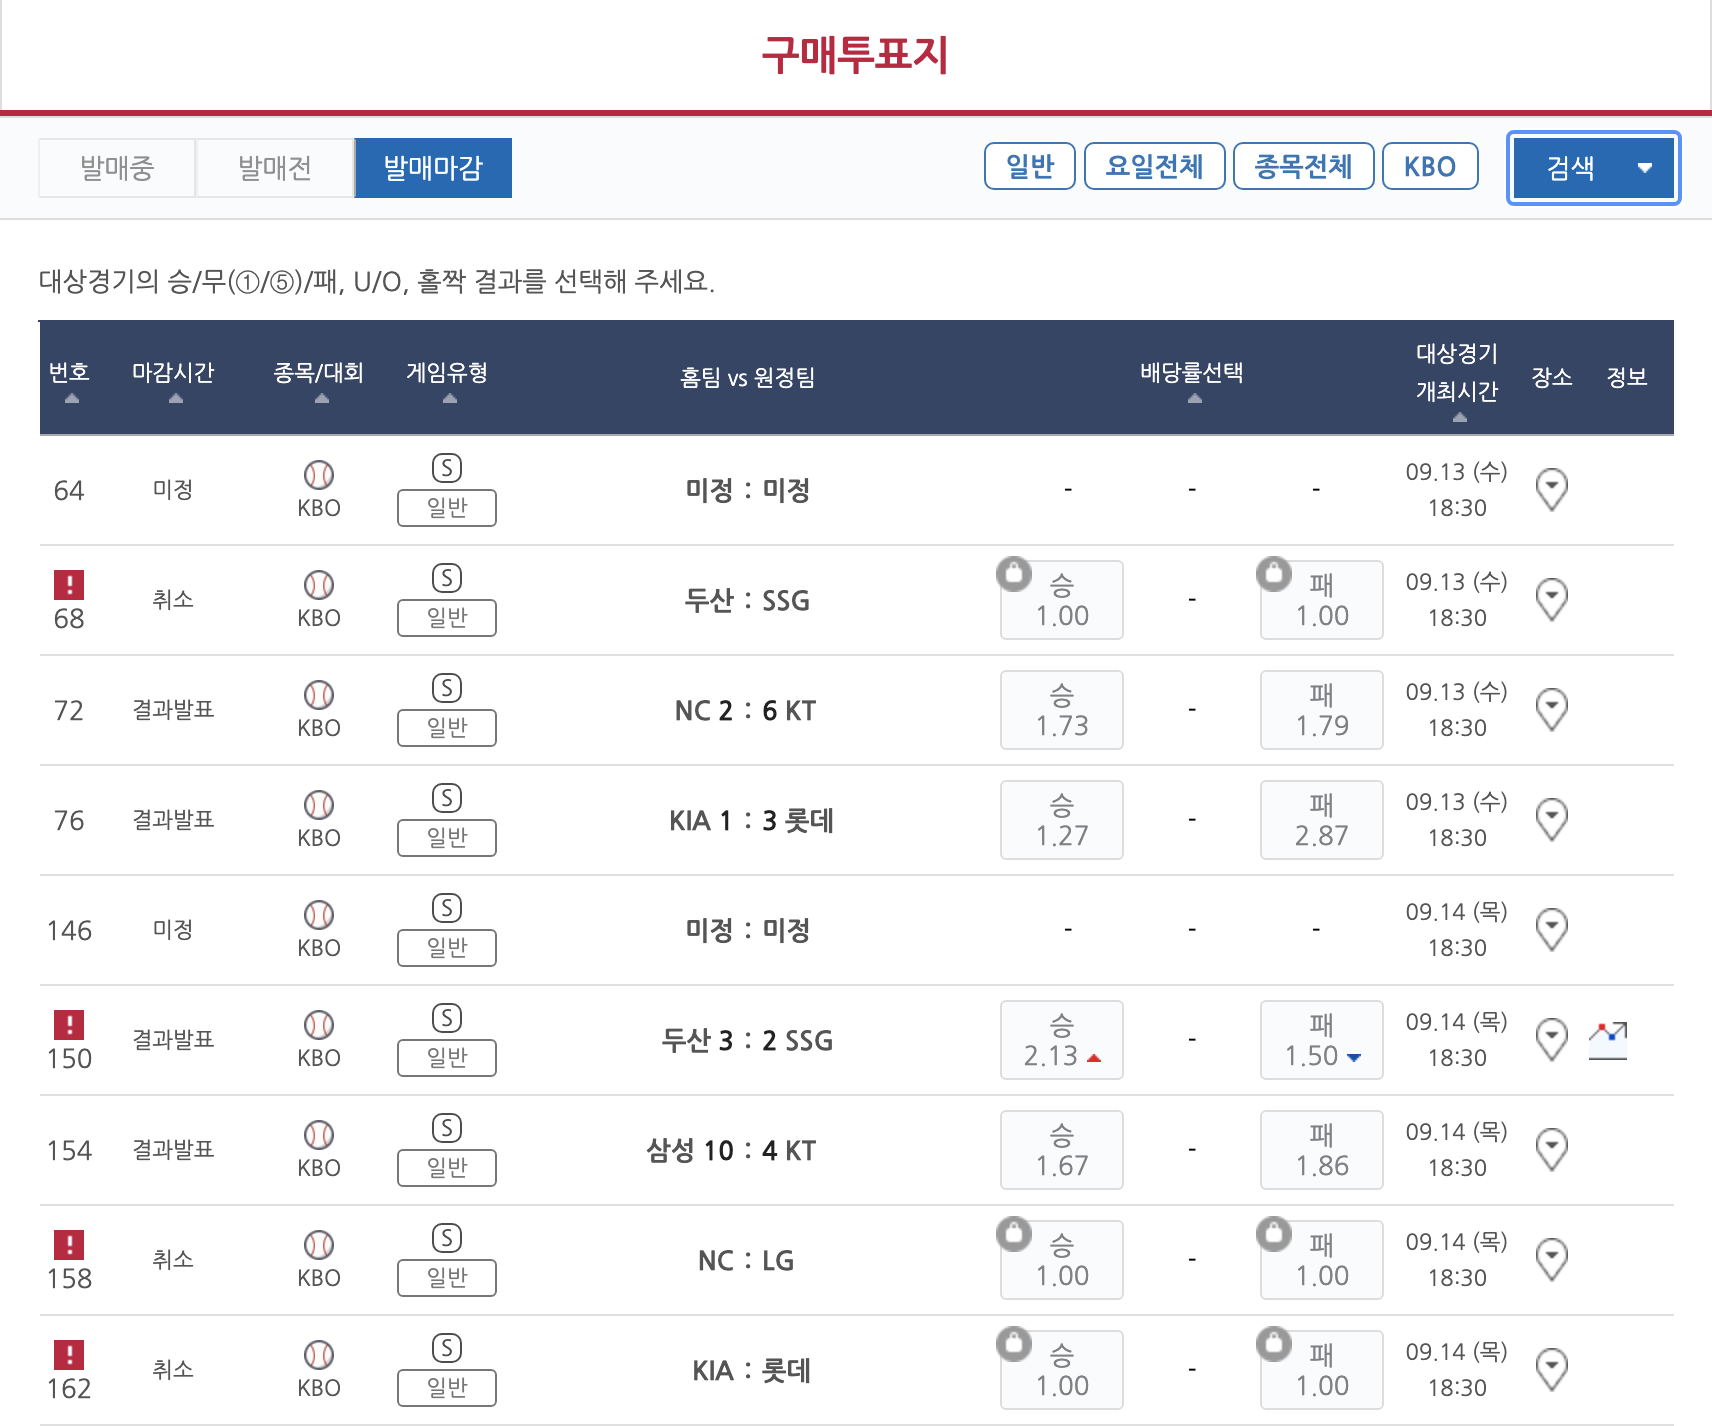 구매투표지
발매중 발매전 발매마감 일반 요일전체 종목전체 KBO 검색
대상경기의 승/무(①/⑤)/패, U/O, 홀짝 결과를 선택해 주세요.
번호 마감시간 종목/대회 게임유형 홈팀 vs 원정팀 배당률선택 대상경기 개최시간 장소 정보
64 미정 KBO S 일반 미정 : 미정 - - - 09.13 (수) 18:30
! 68 취소 KBO S 일반 두산 : SSG 승 1.00 - 패 1.00 09.13 (수) 18:30
72 결과발표 KBO S 일반 NC 2 : 6 KT 승 1.73 - 패 1.79 09.13 (수) 18:30
76 결과발표 KBO S 일반 KIA 1 : 3 롯데 승 1.27 - 패 2.87 09.13 (수) 18:30
146 미정 KBO S 일반 미정 : 미정 - - - 09.14 (목) 18:30
! 150 결과발표 KBO S 일반 두산 3 : 2 SSG 승 2.13 - 패 1.50 09.14 (목) 18:30
154 결과발표 KBO S 일반 삼성 10 : 4 KT 승 1.67 - 패 1.86 09.14 (목) 18:30
! 158 취소 KBO S 일반 NC : LG 승 1.00 - 패 1.00 09.14 (목) 18:30
! 162 취소 KBO S 일반 KIA : 롯데 승 1.00 - 패 1.00 09.14 (목) 18:30